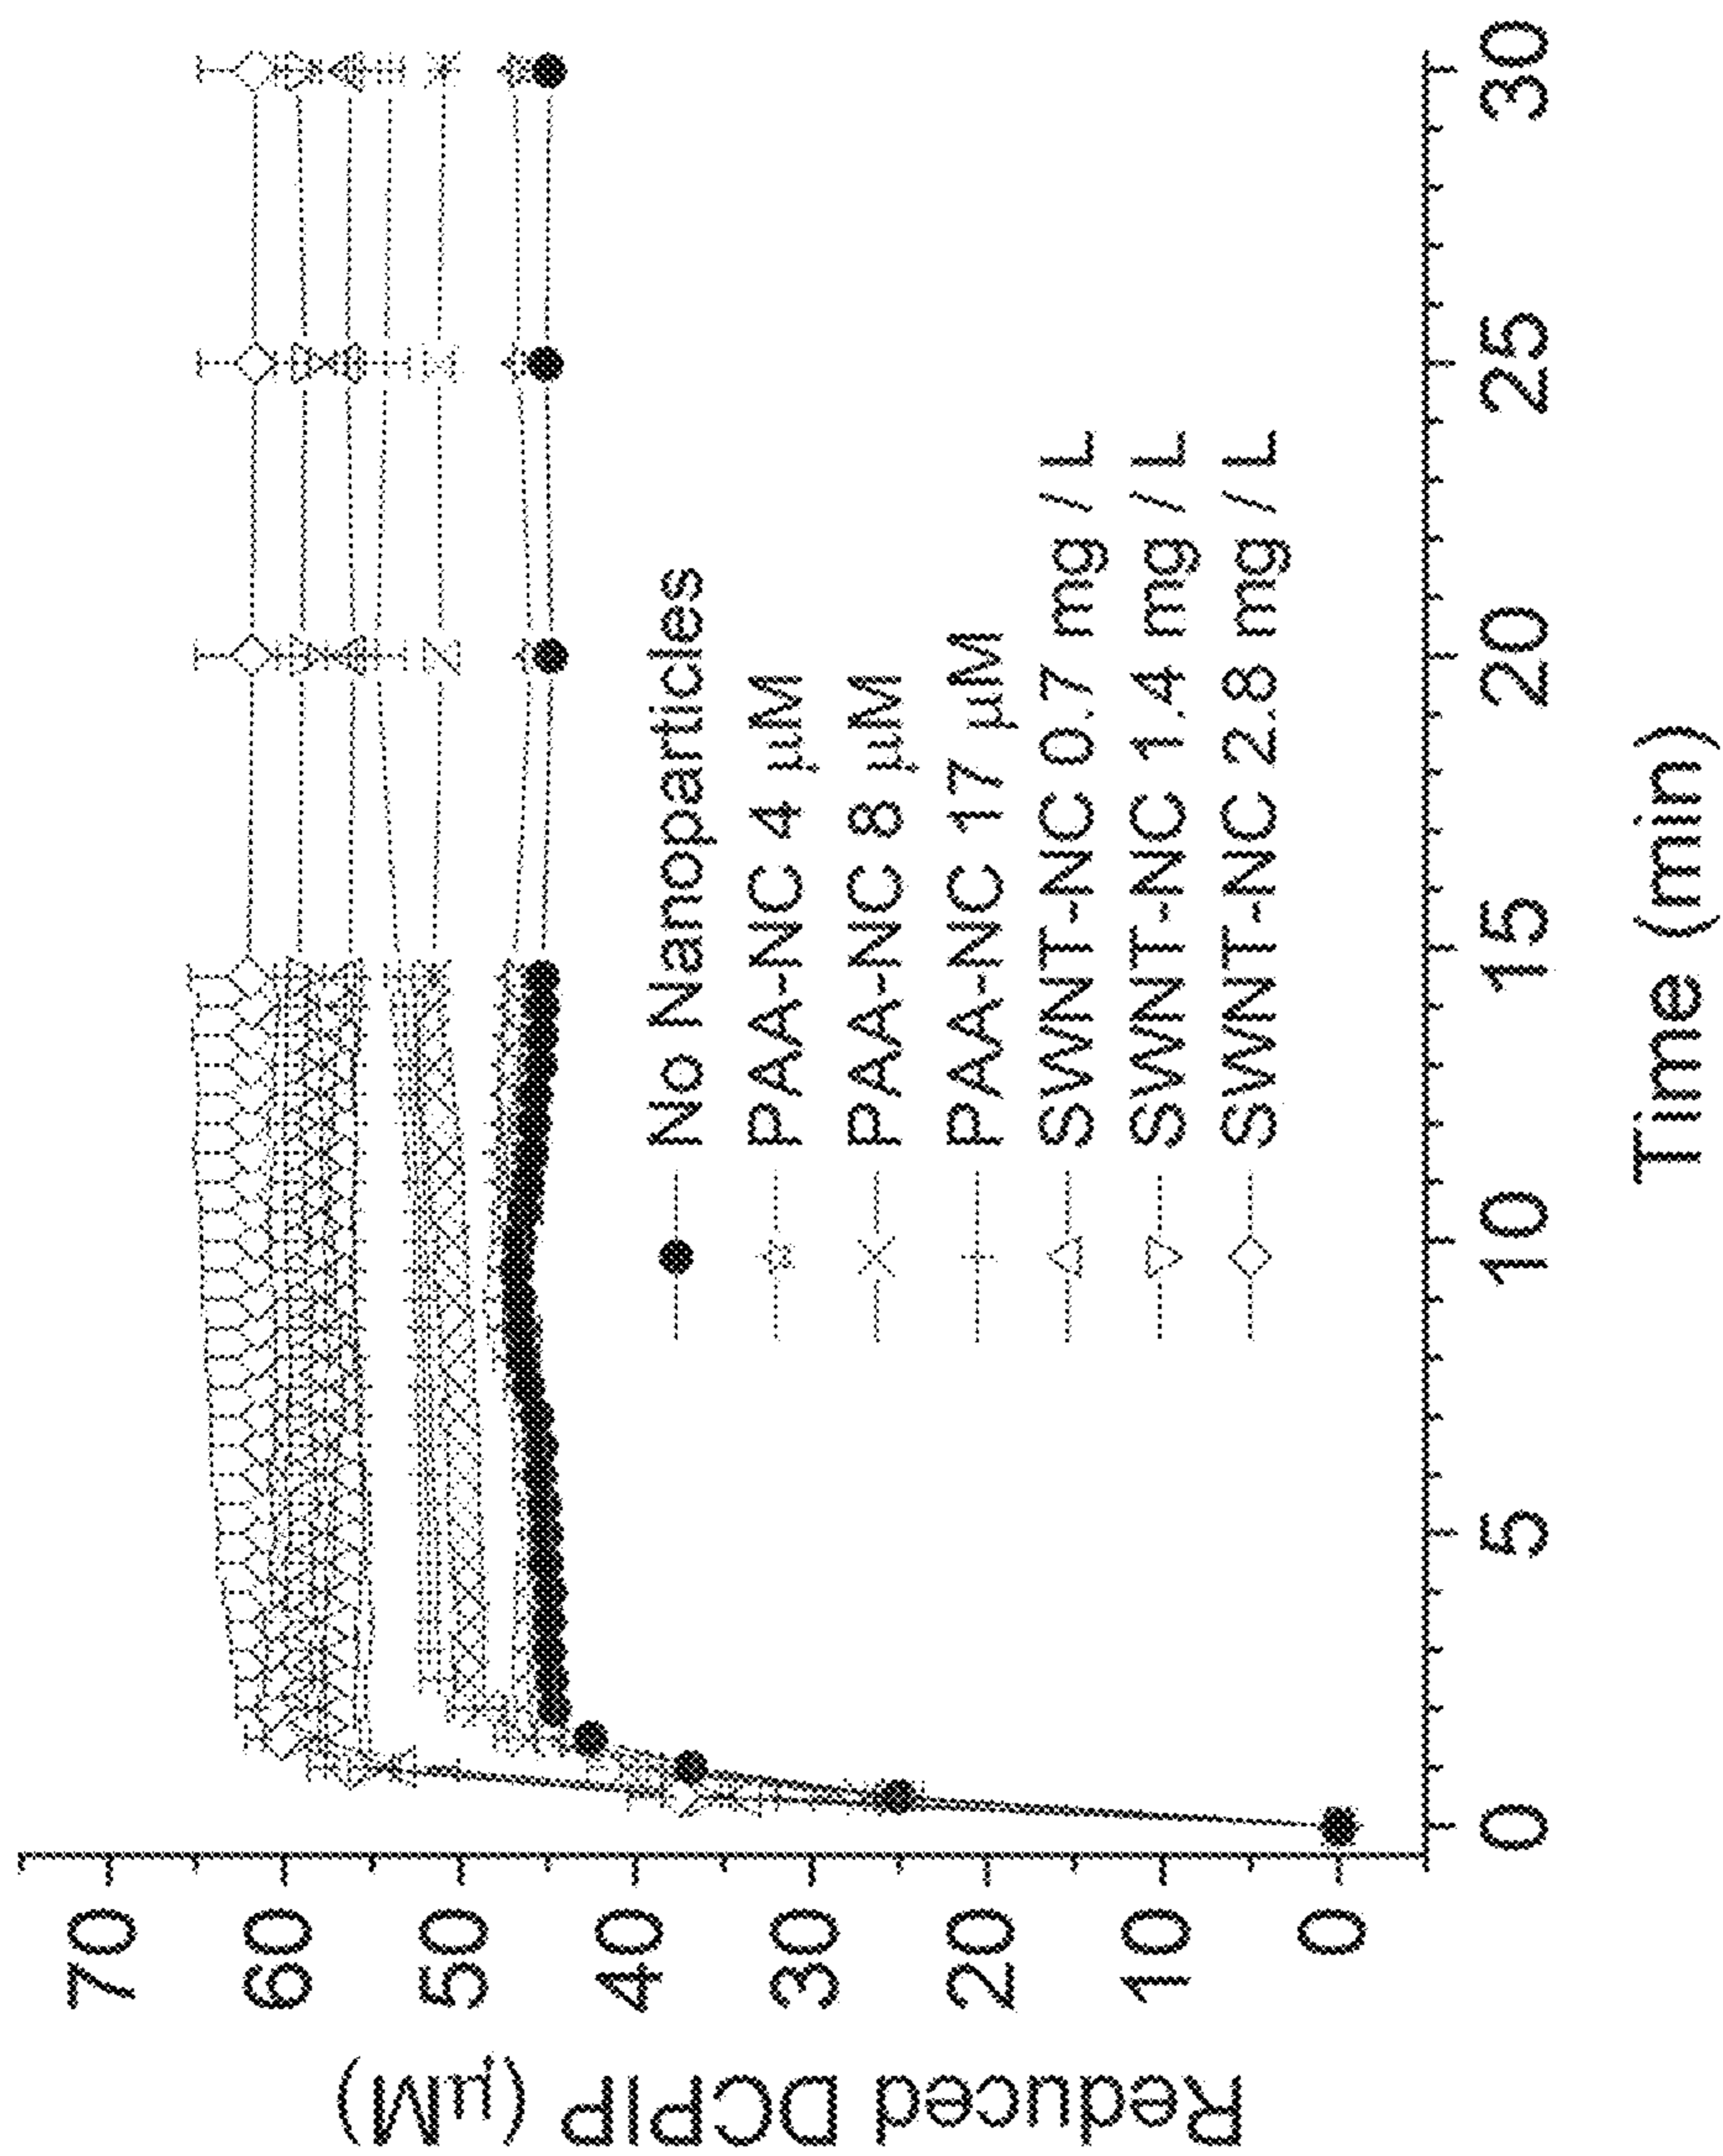 Reduced DCPIP (µM)
70
60
50
40
30
20
10
0
No Nanoparticles
PAA-NC 4 µM
PAA-NC 8 µM
PAA-NC 17 µM
SWNT-NC 0.7 mg / L
SWNT-NC 1.4 mg / L
SWNT-NC 2.8 mg / L
0 5 10 15 20 25 30
Time (min)